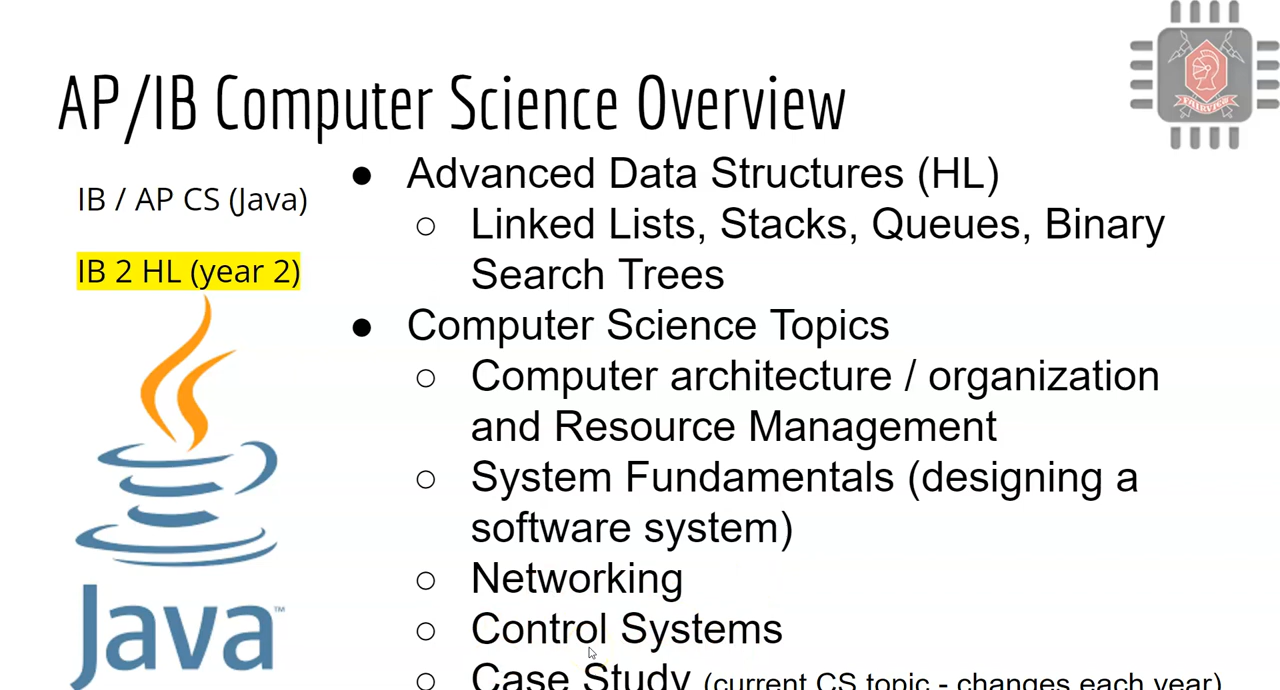 AP/IB Computer Science Overview
IB / AP CS (Java)
IB 2 HL (year 2)
● Advanced Data Structures (HL)
○ Linked Lists, Stacks, Queues, Binary
Search Trees
● Computer Science Topics
○ Computer architecture / organization
and Resource Management
○ System Fundamentals (designing a
software system)
○ Networking
○ Control Systems
○ Case Study (current CS topic - changes each year)
Java™
FAIRVIEW